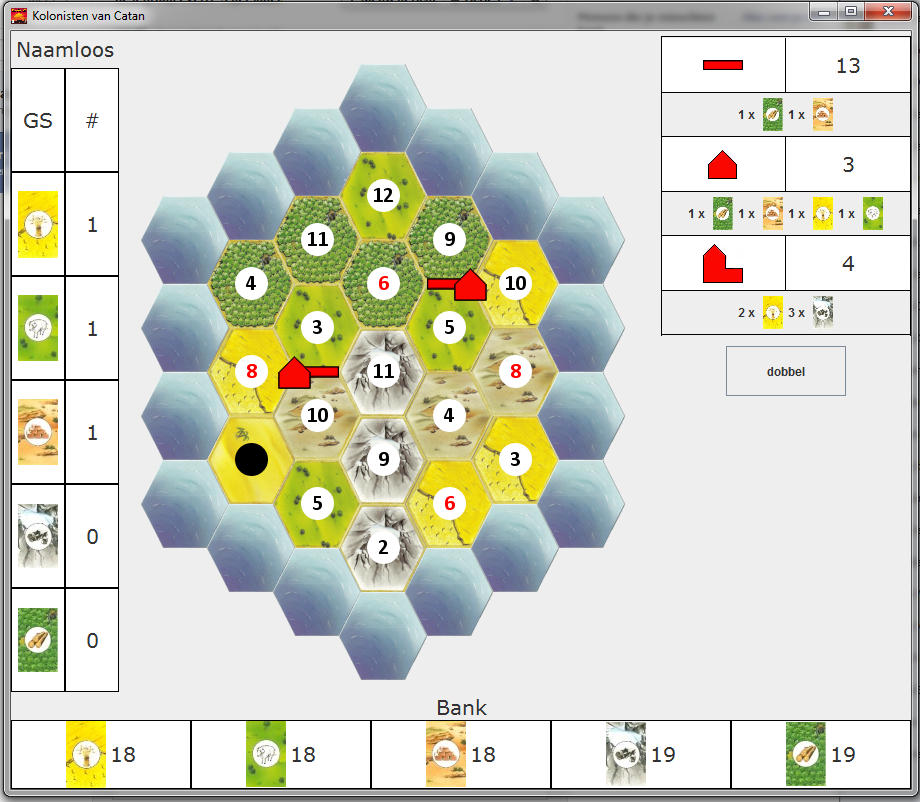 Kolonisten van Catan
Naamloos
GS #
1
1
1
0
0
12
11 9
4 6 10
3 5
8 11 8
10 4
9 3
5 6
2
13
1 x 1 x
3
1 x 1 x 1 x 1 x
4
2 x 3 x
dobbel
Bank
18 18 18 19 19